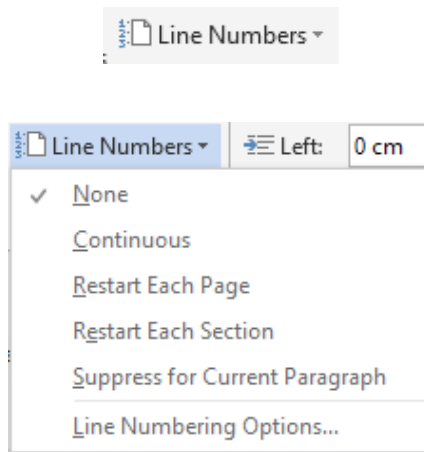 Line Numbers
Line Numbers Left: 0 cm
None
Continuous
Restart Each Page
Restart Each Section
Suppress for Current Paragraph
Line Numbering Options...